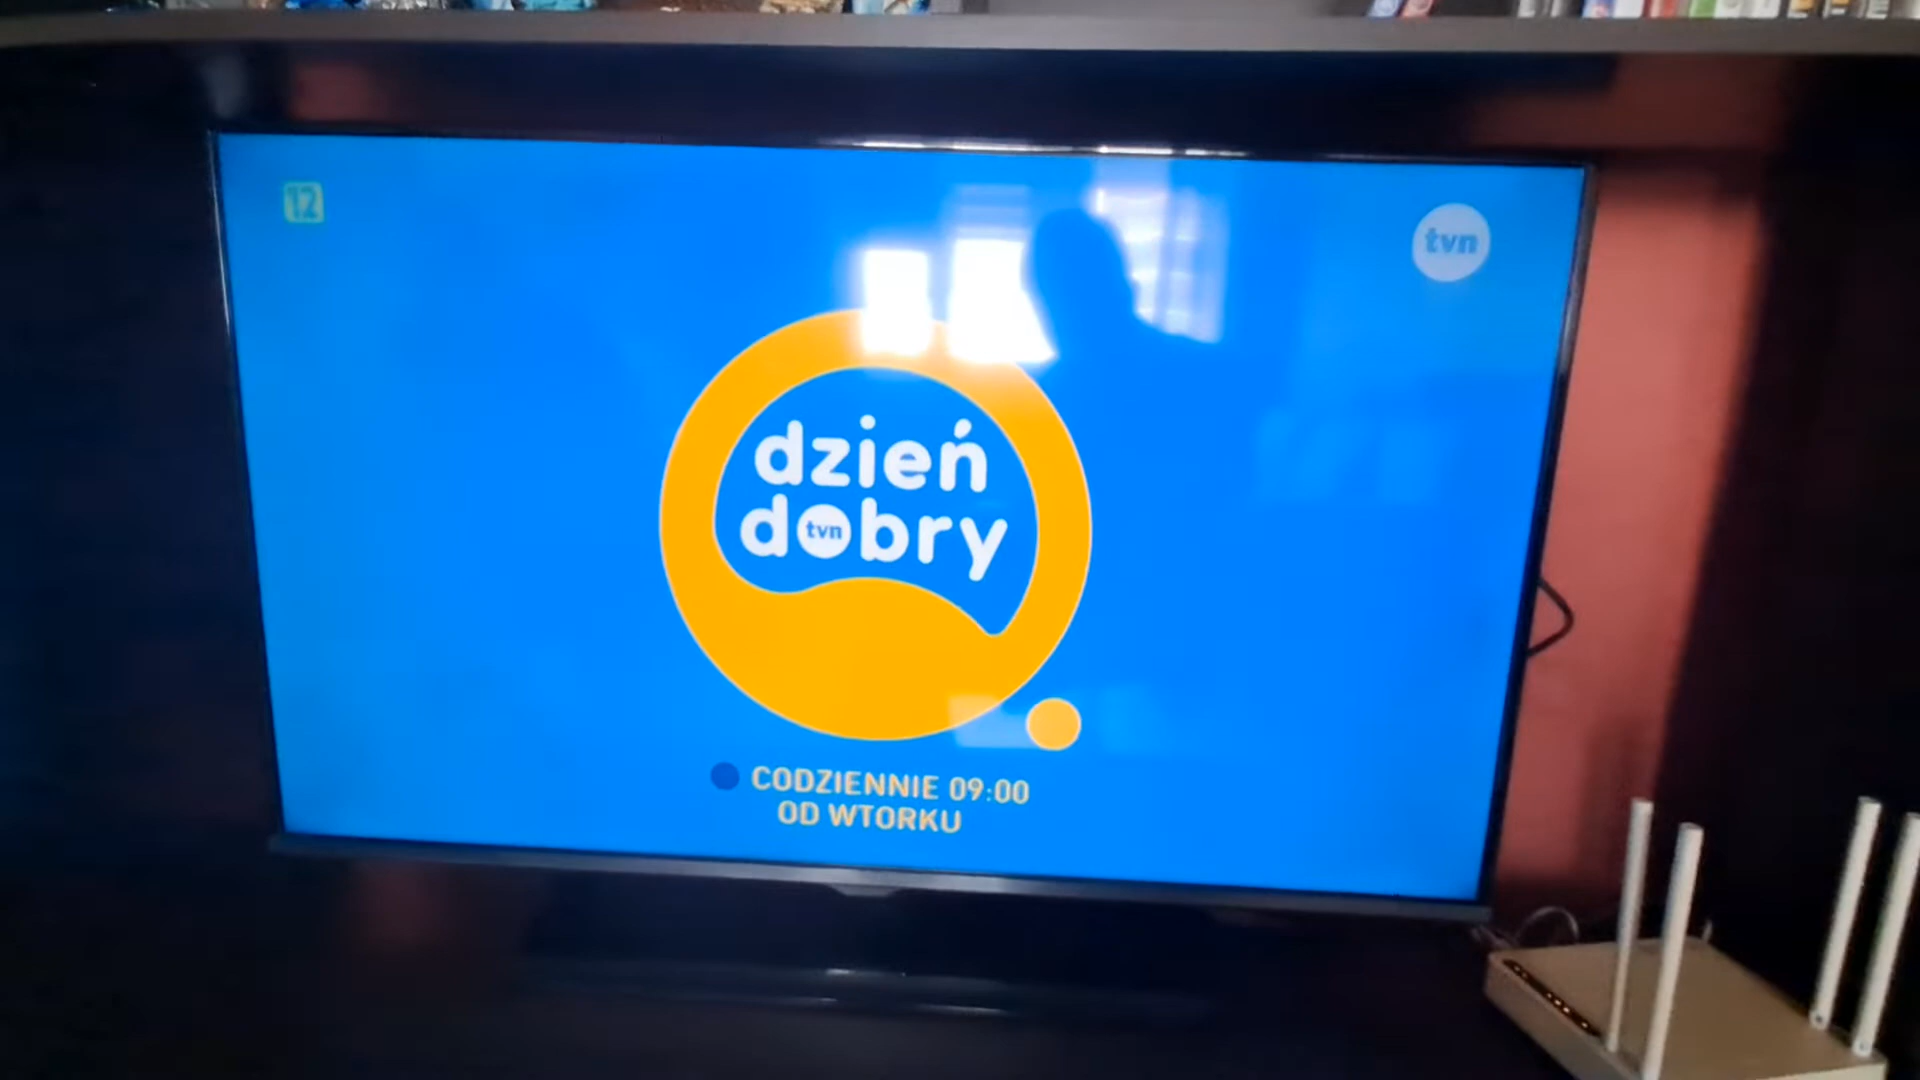 12
tvn
dzień
dobry
tvn
CODZIENNIE 09:00
OD WTORKU